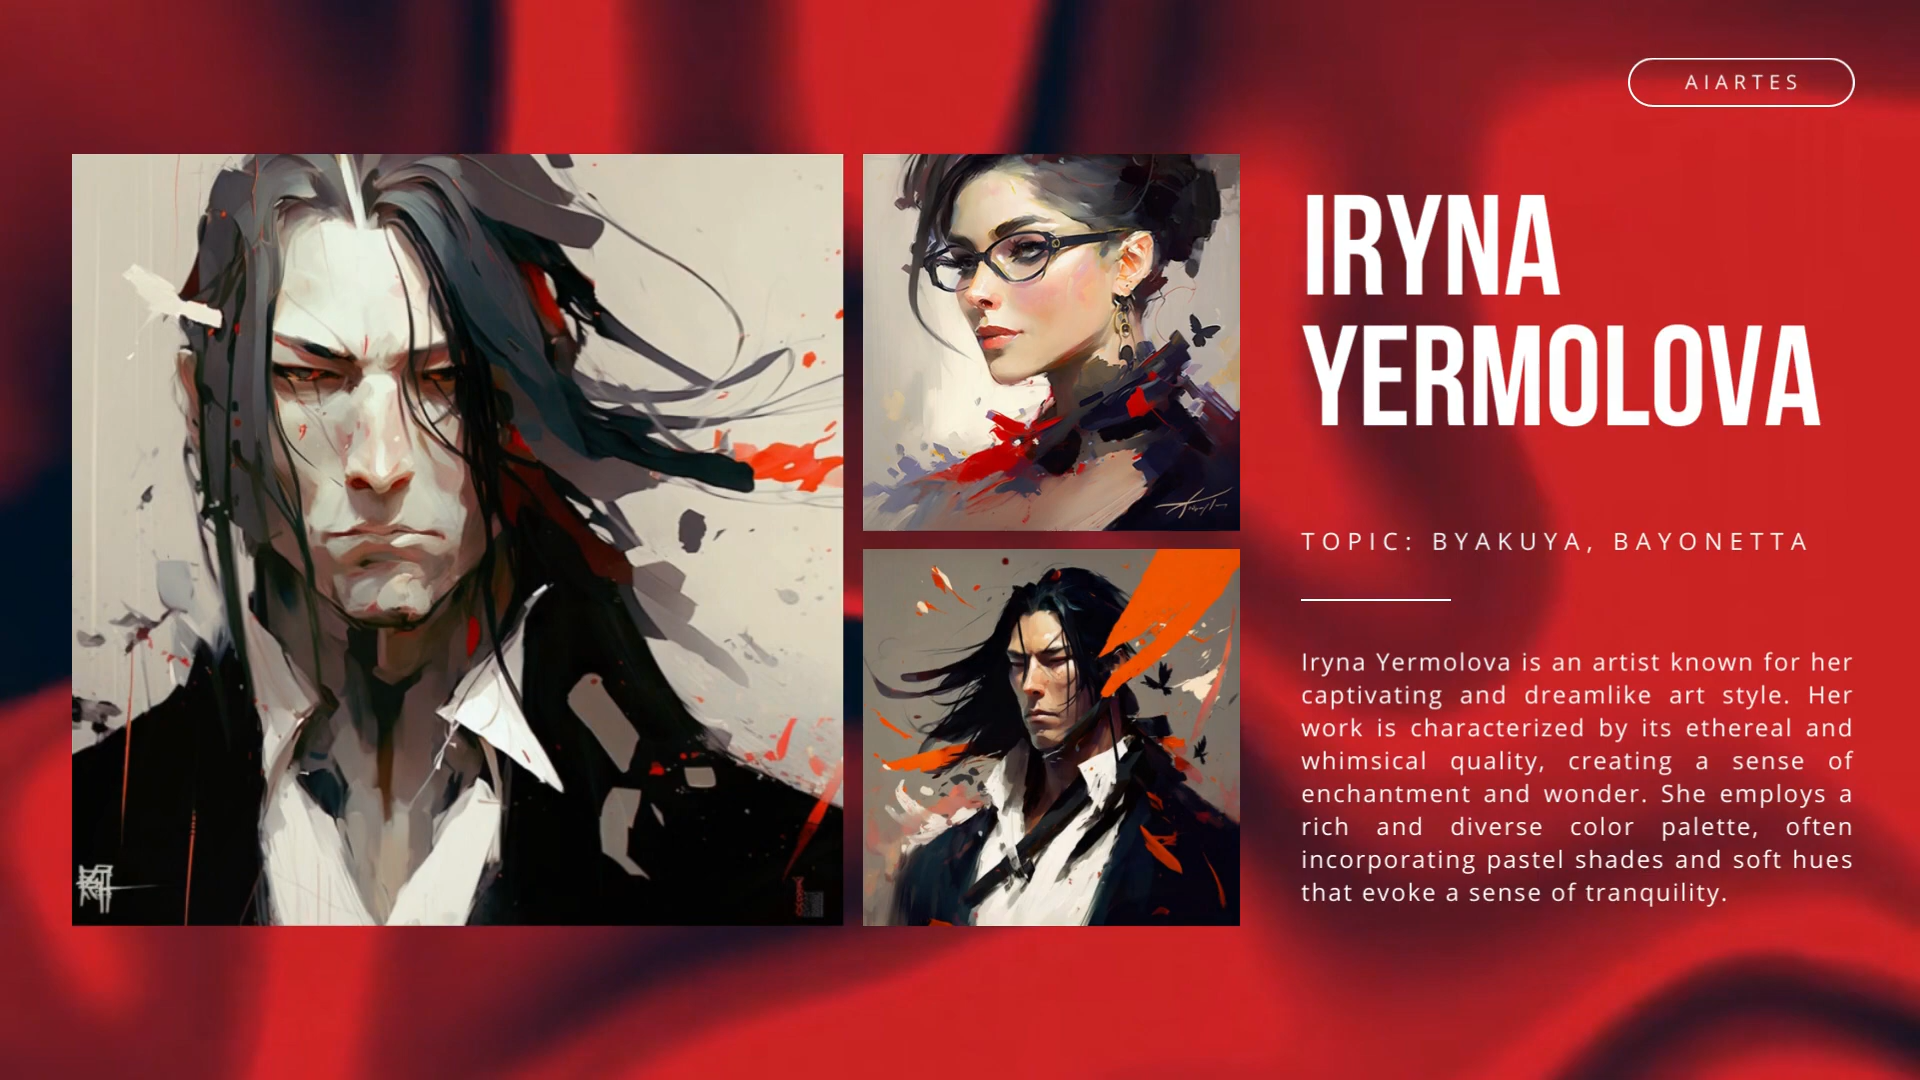 AIARTES
IRYNA
YERMOLOVA
TOPIC: BYAKUYA, BAYONETTA
Iryna Yermolova is an artist known for her
captivating and dreamlike art style. Her
work is characterized by its ethereal and
whimsical quality, creating a sense of
enchantment and wonder. She employs a
rich and diverse color palette, often
incorporating pastel shades and soft hues
that evoke a sense of tranquility.